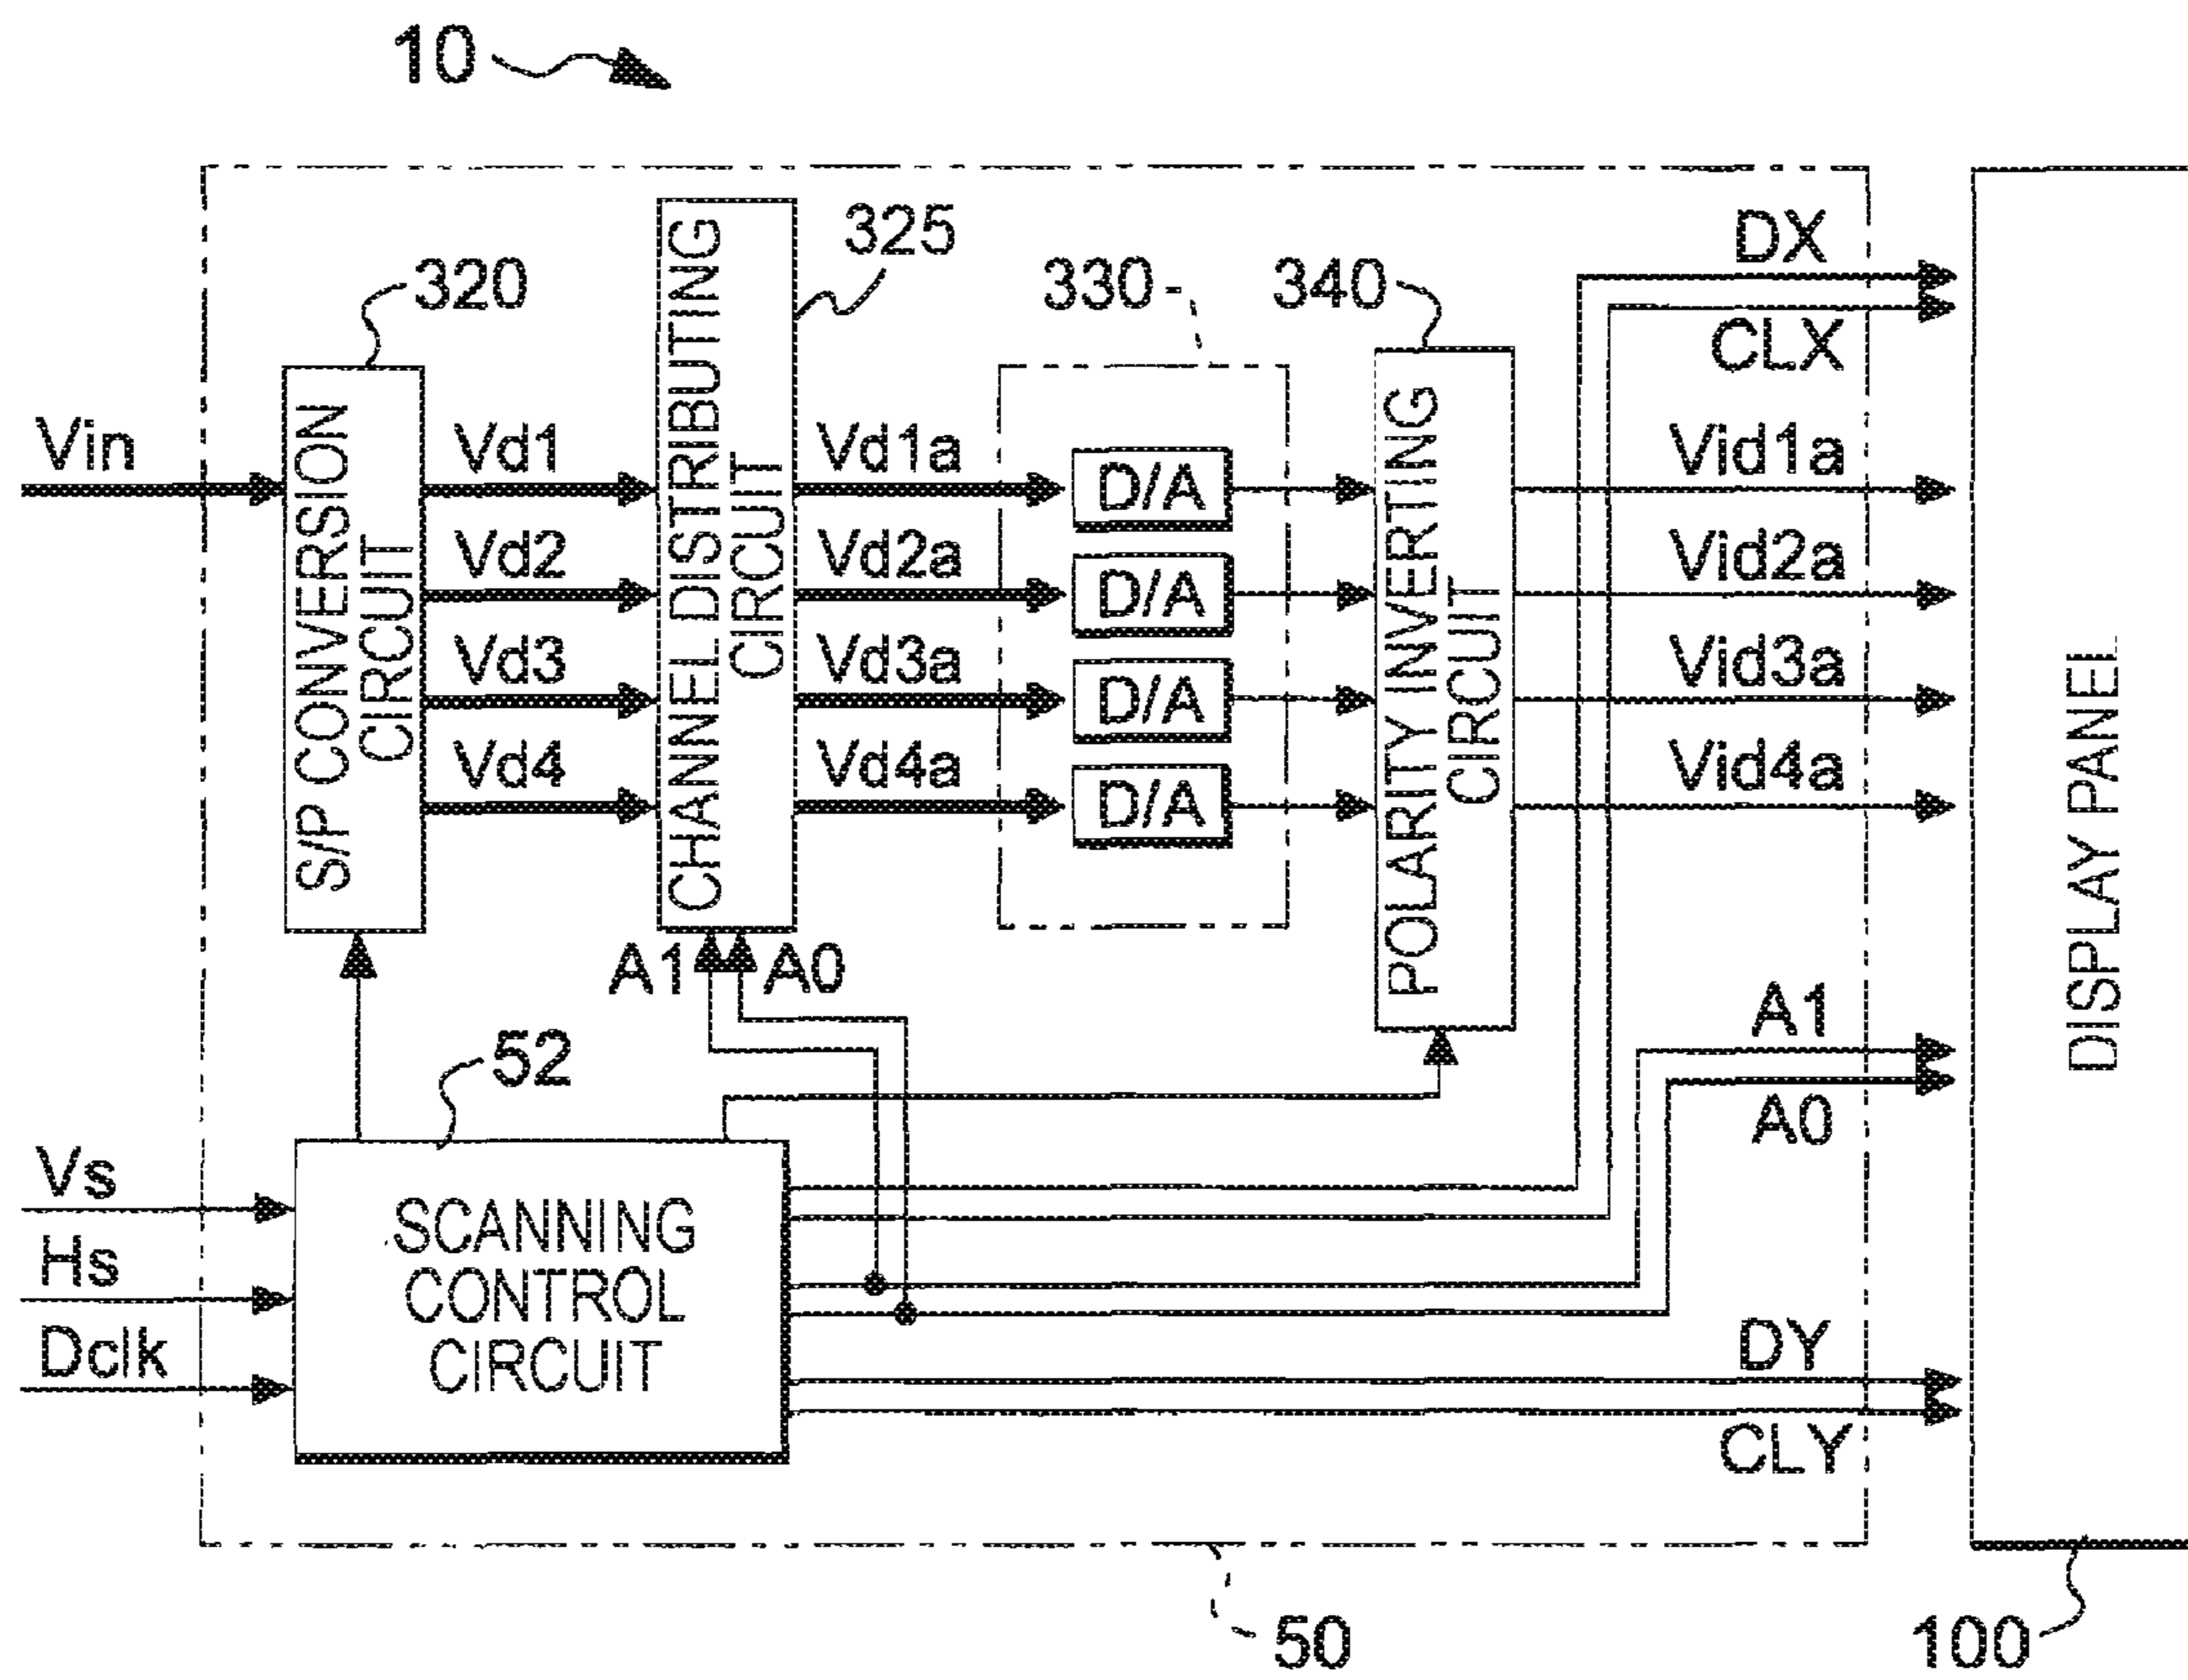 10
325
320
330
340
DX
CLX
Vin
Vd1
Vd1a
D/A
Vid1a
Vd2
Vd2a
D/A
Vid2a
Vd3
Vd3a
D/A
Vid3a
Vd4
Vd4a
D/A
Vid4a
S/P CONVERSION
CIRCUIT
CHANNEL DISTRIBUTING
CIRCUIT
POLARITY INVERTING
CIRCUIT
DISPLAY PANEL
A1
A0
A1
A0
52
Vs
Hs
Dclk
SCANNING
CONTROL
CIRCUIT
DY
CLY
50
100